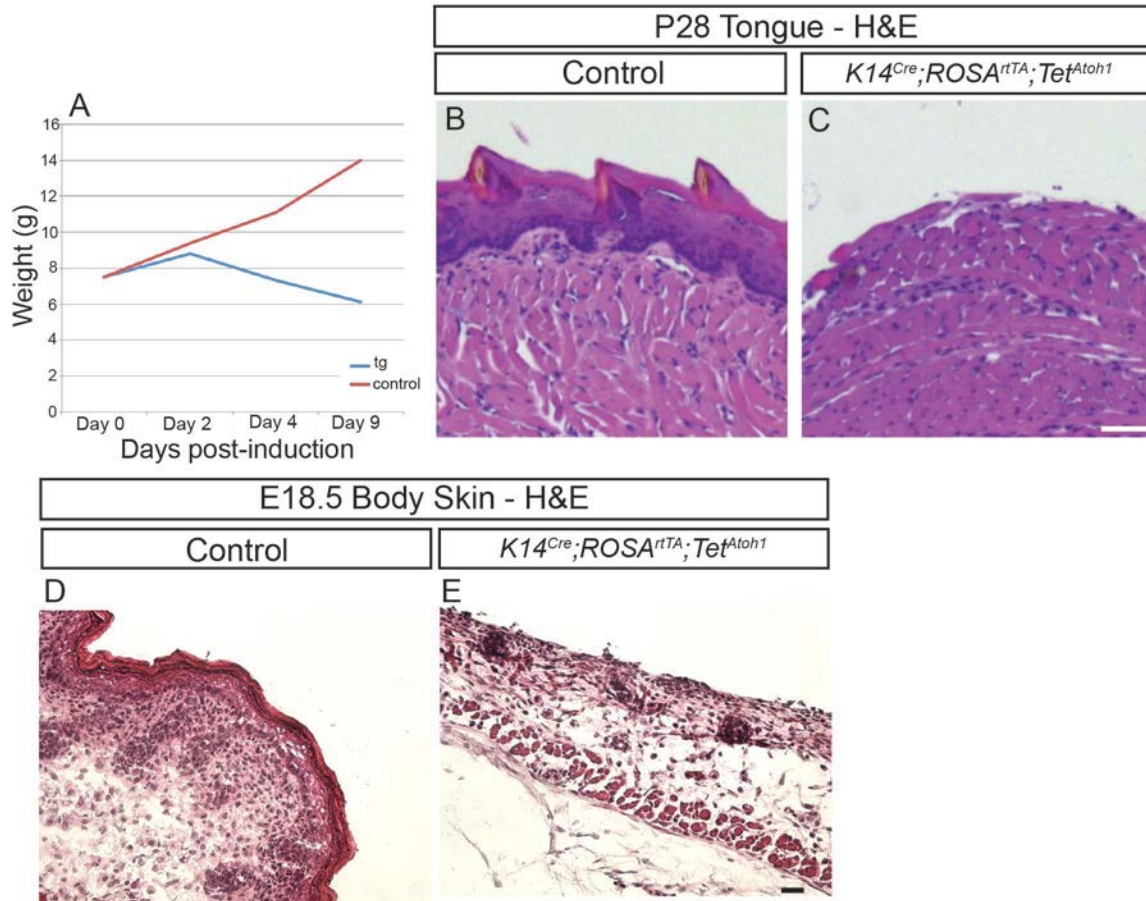 P28 Tongue - H&E
Control
K14Cre;ROSArtTA;TetAtoh1
A
B
C
16
14
12
10
8
6
4
2
0
Weight (g)
tg
control
Day 0 Day 2 Day 4 Day 9
Days post-induction
E18.5 Body Skin - H&E
Control
K14Cre;ROSArtTA;TetAtoh1
D
E